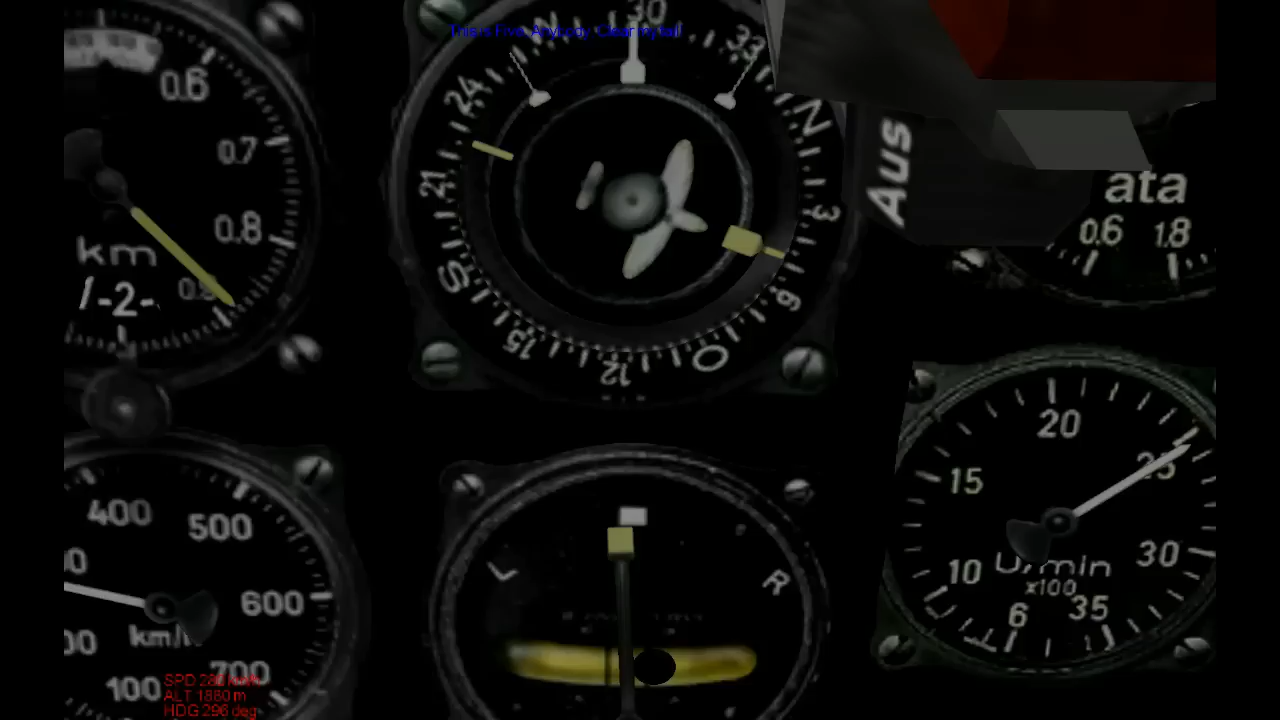 This is Five. Anybody, Clear my tail!
30
33
24
N
21
3
S
6
15
12
O
0.6
0.7
0.8
0.9
km
Aus
ata
0.6 1.8
400
500
600
700
100
km/h
SPD 280 km/h
ALT 1880 m
HDG 296 deg
L
R
20
15
25
10
30
U/min
x100
6
35